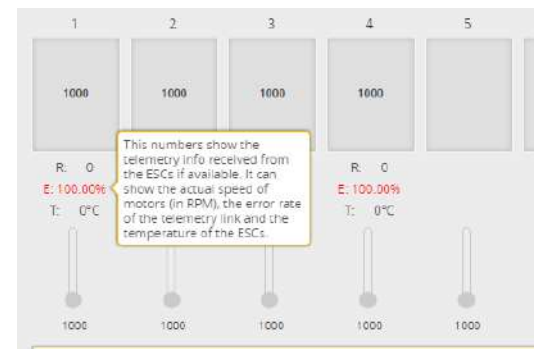 1 2 3 4 5
1000 1000 1000 1000
This numbers show the
telemetry info received from
the ESCs if available. It can
show the actual speed of
motors (in RPM), the error rate
of the telemetry link and the
temperature of the ESCs.
R: 0 R: 0
E: 100.00% E: 100.00%
T: 0°C T: 0°C
1000 1000 1000 1000 1000